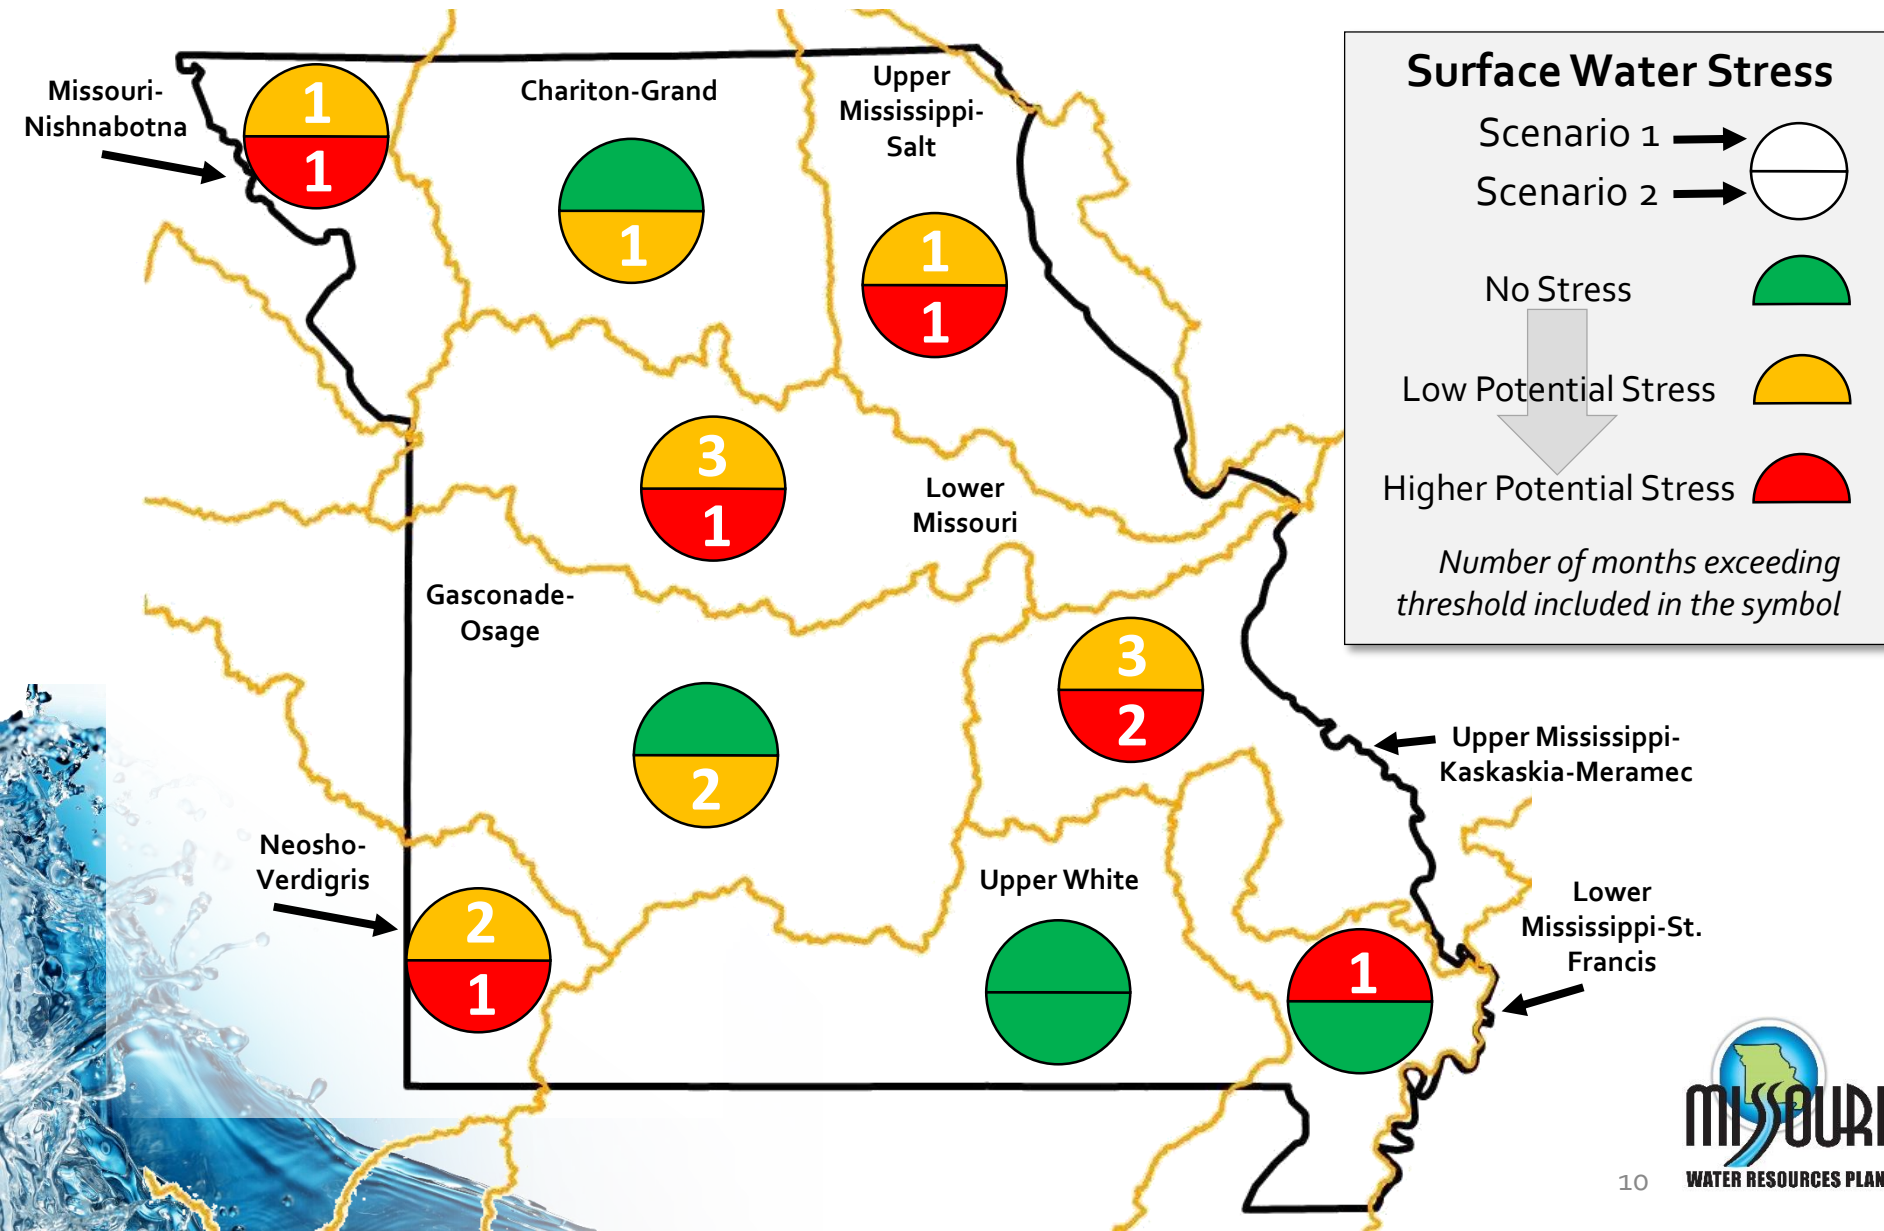 Missouri-
Nishnabotna
1
1
Chariton-Grand
1
Upper
Mississippi-
Salt
1
1
Surface Water Stress
Scenario 1
Scenario 2
No Stress
Low Potential Stress
Higher Potential Stress
Number of months exceeding
threshold included in the symbol
3
1
Lower
Missouri
Gasconade-
Osage
2
3
2
Upper Mississippi-
Kaskaskia-Meramec
Neosho-
Verdigris
2
1
Upper White
Lower
Mississippi-St.
Francis
1
10
MISSOURI
WATER RESOURCES PLAN